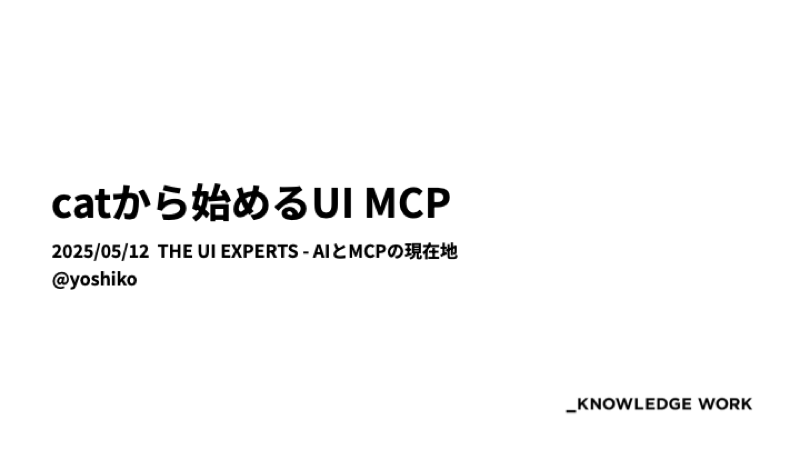 catから始めるUI MCP
2025/05/12 THE UI EXPERTS - AIとMCPの現在地
@yoshiko
_KNOWLEDGE WORK